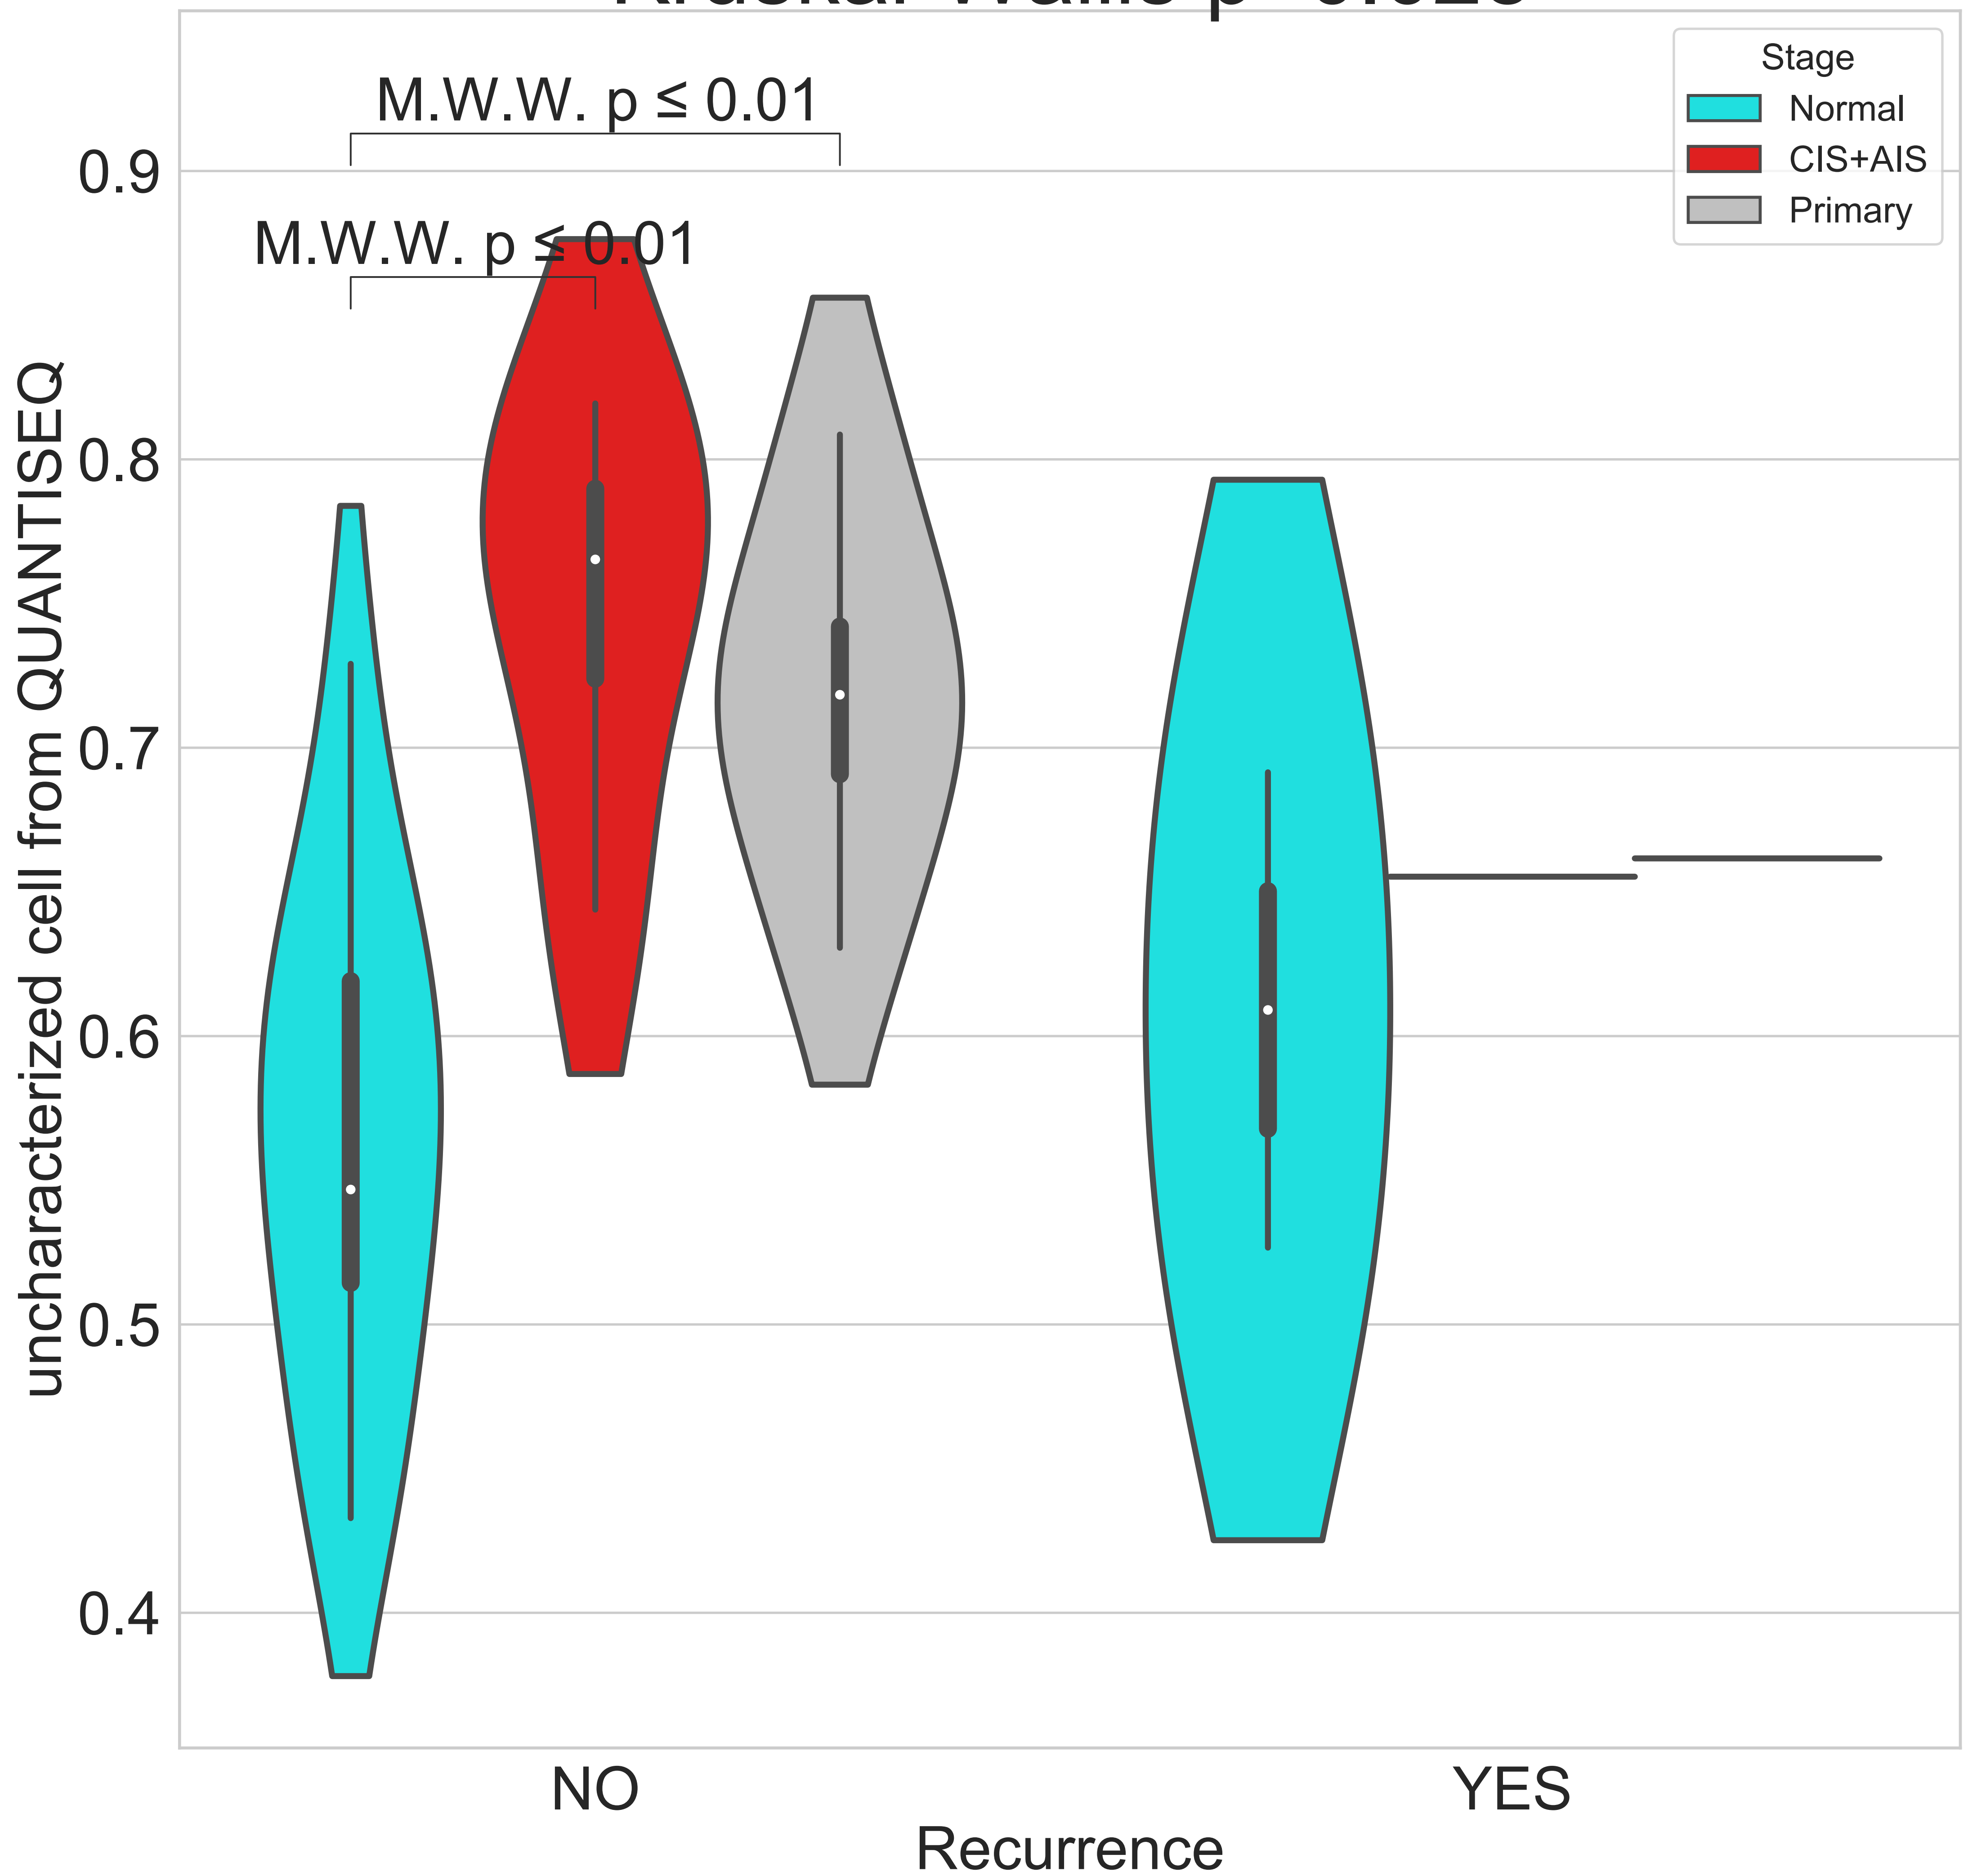 M.W.W. p ≤ 0.01
M.W.W. p ≤ 0.01
Stage
Normal
CIS+AIS
Primary
uncharacterized cell from QUANTISEQ
0.9
0.8
0.7
0.6
0.5
0.4
NO
YES
Recurrence